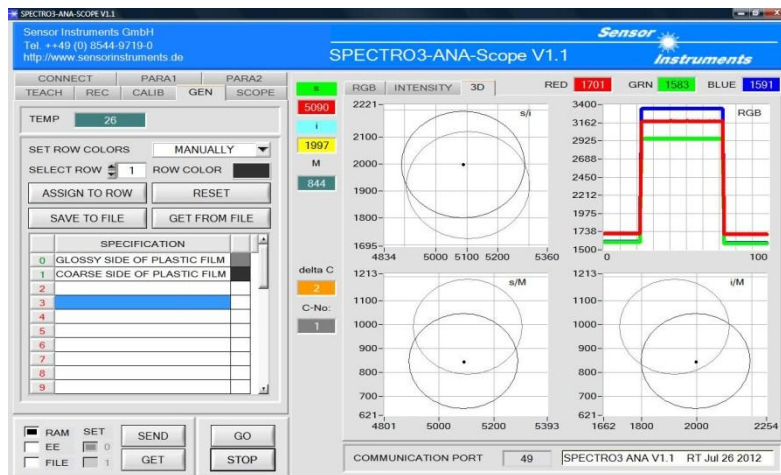 SPECTRO3-ANA-SCOPE V1.1
Sensor Instruments GmbH
Tel. ++49 (0) 8544-9719-0
http://www.sensorinstruments.de
SPECTRO3-ANA-Scope V1.1
Sensor Instruments
CONNECT PARA1 PARA2
TEACH REC CALIB GEN SCOPE
TEMP 26
SET ROW COLORS MANUALLY
SELECT ROW 1 ROW COLOR
ASSIGN TO ROW RESET
SAVE TO FILE GET FROM FILE
SPECIFICATION
0 GLOSSY SIDE OF PLASTIC FILM
1 COARSE SIDE OF PLASTIC FILM
2
3
4
5
6
7
8
9
RAM SET
EE 0
FILE 1
SEND GO
GET STOP
s
5090
i
1997
M
844
delta C
2
C-No:
1
RGB INTENSITY 3D
RED 1701 GRN 1583 BLUE 1591
s/i
2221-
2100-
2000-
1900-
1800-
1695-
4834 5000 5100 5200 5360
RGB
3400-
3162-
2925-
2688-
2450-
2212-
1975-
1738-
1500-
0 100
s/M
1213-
1100-
1000-
900-
800-
700-
621-
4801 5000 5200 5393
i/M
1213-
1100-
1000-
900-
800-
700-
621-
1662 1800 2000 2254
COMMUNICATION PORT 49 SPECTRO3 ANA V1.1 RT Jul 26 2012